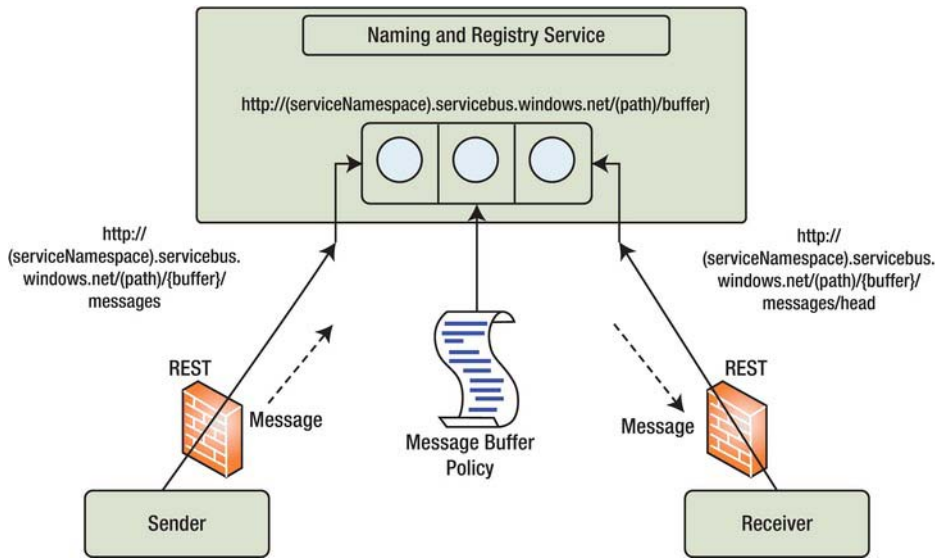 Naming and Registry Service
http://(serviceNamespace).servicebus.windows.net/(path)/buffer)
http://
(serviceNamespace).servicebus.
windows.net/(path)/{buffer}/
messages
http://
(serviceNamespace).servicebus.
windows.net/(path)/{buffer}/
messages/head
REST
Message
Message Buffer
Policy
REST
Message
Sender
Receiver